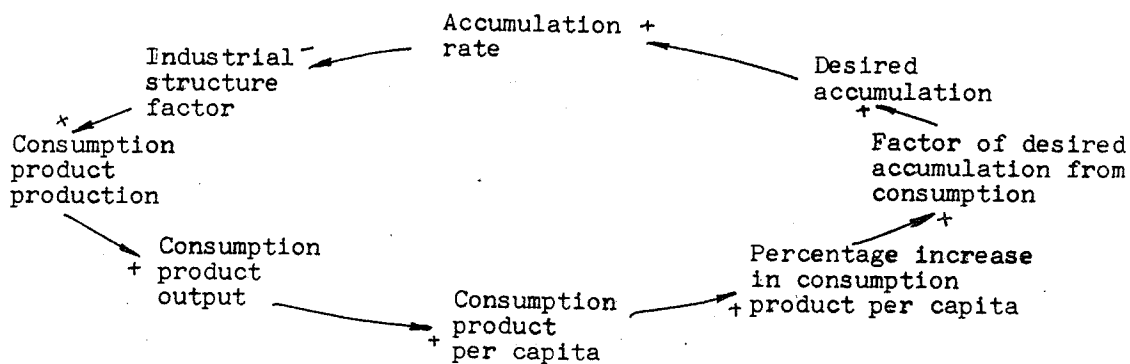 Accumulation +
rate
Industrial -
structure
factor
+
Consumption
product
production
Consumption
+ product
output
Consumption
product
+ per capita
Percentage increase
in consumption
+ product per capita
+
Factor of desired
accumulation from
consumption
+
Desired
accumulation